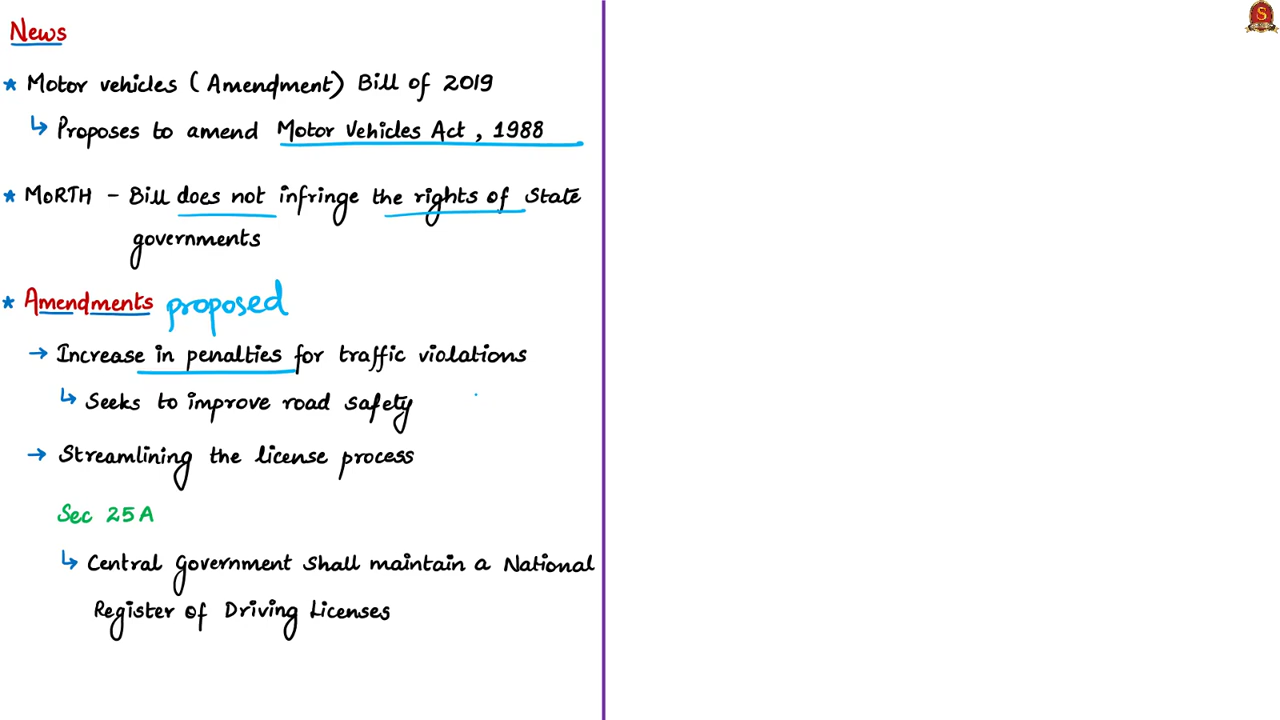 News
* Motor vehicles (Amendment) Bill of 2019
↳ Proposes to amend Motor Vehicles Act, 1988
* MoRTH – Bill does not infringe the rights of State
governments
* Amendments proposed
→ Increase in penalties for traffic violations
↳ Seeks to improve road safety
→ Streamlining the license process
Sec 25A
↳ Central Government shall maintain a National
Register of Driving Licenses
S